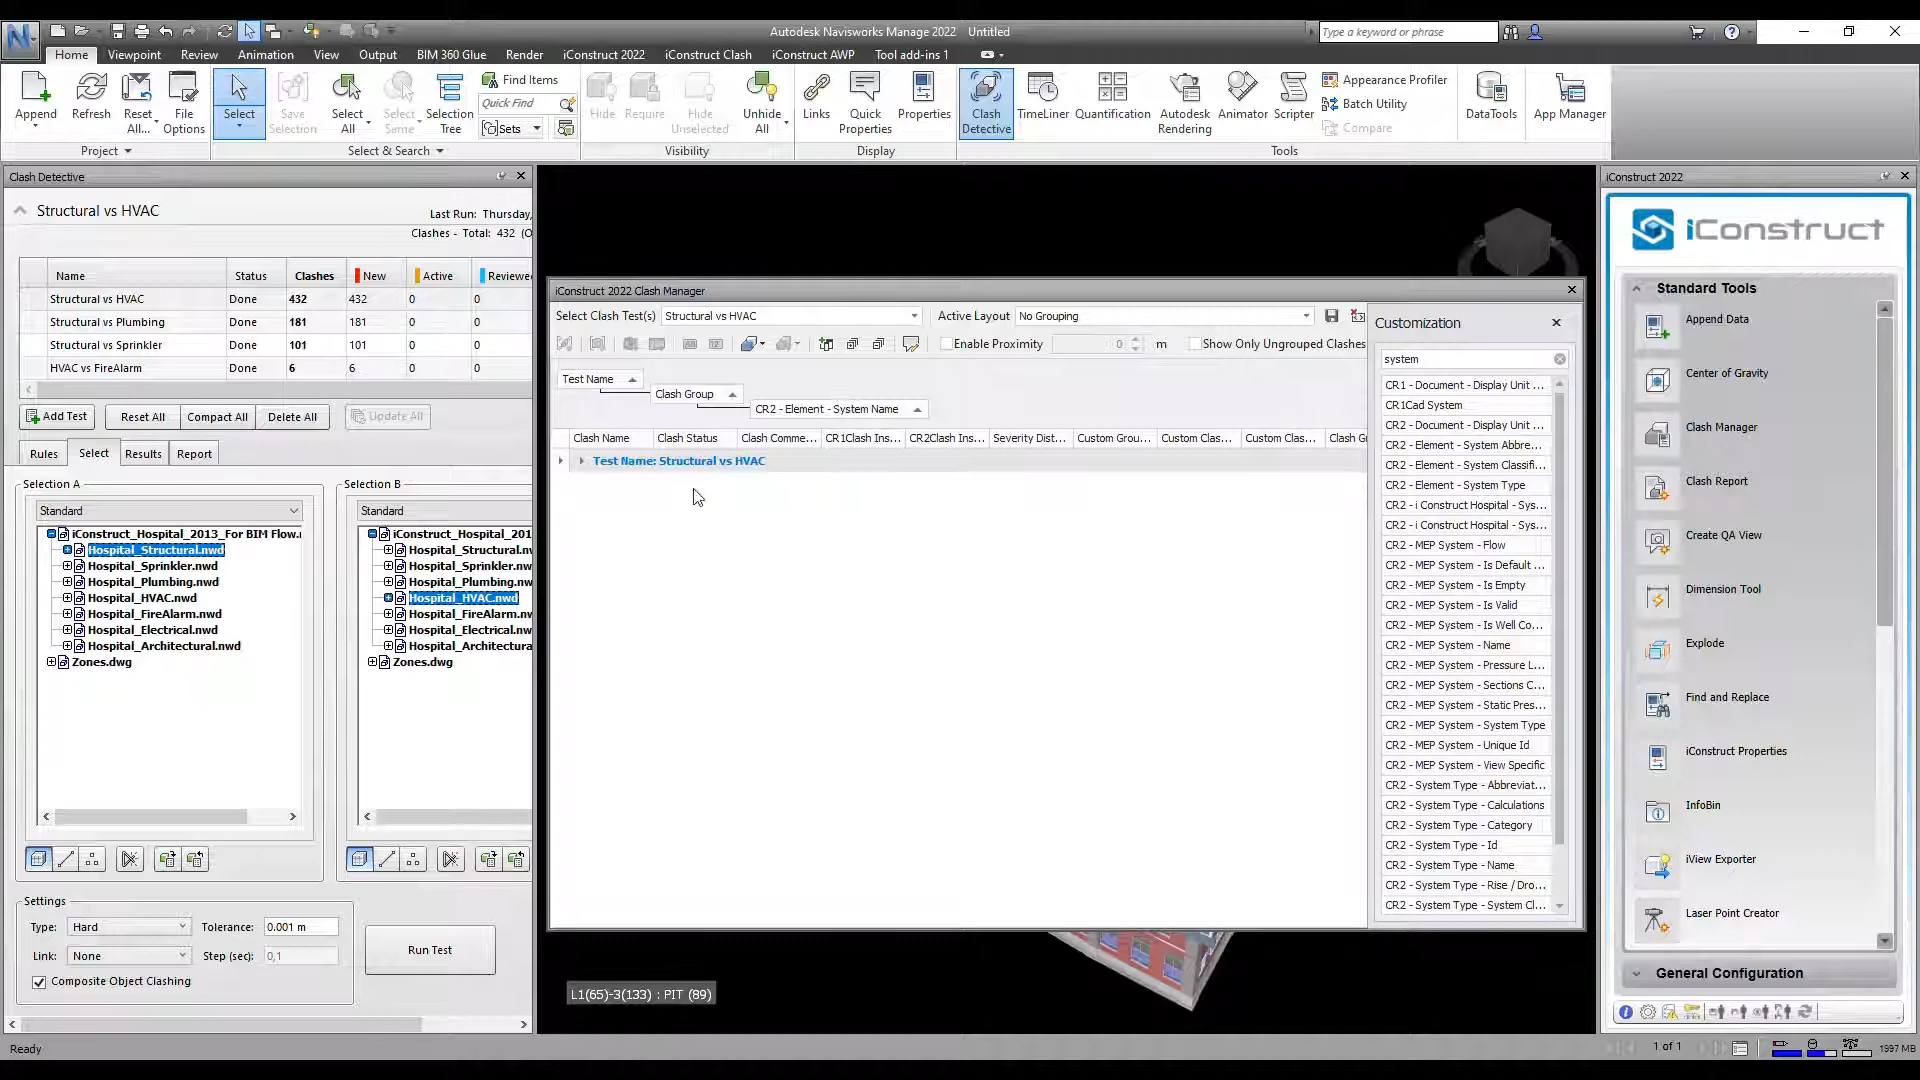 Autodesk Navisworks Manage 2022 Untitled
Type a keyword or phrase
Home Viewpoint Review Animation View Output BIM 360 Glue Render iConstruct 2022 iConstruct Clash iConstruct AWP Tool add-ins 1
Append Refresh Reset All... File Options Select Save Selection Select All Select Same Selection Tree Find Items Quick Find Sets Hide Require Hide Unselected Unhide All Links Quick Properties Properties Clash Detective TimeLiner Quantification Autodesk Rendering Animator Scripter Appearance Profiler Batch Utility Compare DataTools App Manager
Project Select & Search Visibility Display Tools
Clash Detective
Structural vs HVAC
Last Run: Thursday,
Clashes - Total: 432 (O
Name Status Clashes New Active Reviewe
Structural vs HVAC Done 432 432 0 0
Structural vs Plumbing Done 181 181 0 0
Structural vs Sprinkler Done 101 101 0 0
HVAC vs FireAlarm Done 6 6 0 0
Add Test Reset All Compact All Delete All Update All
Rules Select Results Report
Selection A
Standard
iConstruct_Hospital_2013_For BIM Flow.
Hospital_Structural.nwd
Hospital_Sprinkler.nwd
Hospital_Plumbing.nwd
Hospital_HVAC.nwd
Hospital_FireAlarm.nwd
Hospital_Electrical.nwd
Hospital_Architectural.nwd
Zones.dwg
Selection B
Standard
iConstruct_Hospital_201
Hospital_Structural.nw
Hospital_Sprinkler.nw
Hospital_Plumbing.nw
Hospital_HVAC.nwd
Hospital_FireAlarm.nw
Hospital_Electrical.nw
Hospital_Architectura
Zones.dwg
Settings
Type: Hard Tolerance: 0.001 m
Link: None Step (sec): 0,1
Composite Object Clashing
Run Test
Ready
iConstruct 2022 Clash Manager
Select Clash Test(s) Structural vs HVAC Active Layout No Grouping
Enable Proximity 0 m Show Only Ungrouped Clashes
Test Name
Clash Group
CR2 - Element - System Name
Clash Name Clash Status Clash Comme... CR1Clash Ins... CR2Clash Ins... Severity Dist... Custom Grou... Custom Clas... Custom Clas... Clash Gr
Test Name: Structural vs HVAC
Customization
system
CR1 - Document - Display Unit ...
CR1Cad System
CR2 - Document - Display Unit ...
CR2 - Element - System Abbre...
CR2 - Element - System Classifi...
CR2 - Element - System Type
CR2 - i Construct Hospital - Sys...
CR2 - i Construct Hospital - Sys...
CR2 - MEP System - Flow
CR2 - MEP System - Is Default ...
CR2 - MEP System - Is Empty
CR2 - MEP System - Is Valid
CR2 - MEP System - Is Well Co...
CR2 - MEP System - Name
CR2 - MEP System - Pressure L...
CR2 - MEP System - Sections C...
CR2 - MEP System - Static Pres...
CR2 - MEP System - System Type
CR2 - MEP System - Unique Id
CR2 - MEP System - View Specific
CR2 - System Type - Abbreviat...
CR2 - System Type - Calculations
CR2 - System Type - Category
CR2 - System Type - Id
CR2 - System Type - Name
CR2 - System Type - Rise / Dro...
CR2 - System Type - System Cl...
L1(65)-3(133) : PIT (89)
iConstruct 2022
iConstruct
Standard Tools
Append Data
Center of Gravity
Clash Manager
Clash Report
Create QA View
Dimension Tool
Explode
Find and Replace
iConstruct Properties
InfoBin
iView Exporter
Laser Point Creator
General Configuration
1 of 1
1997 MB